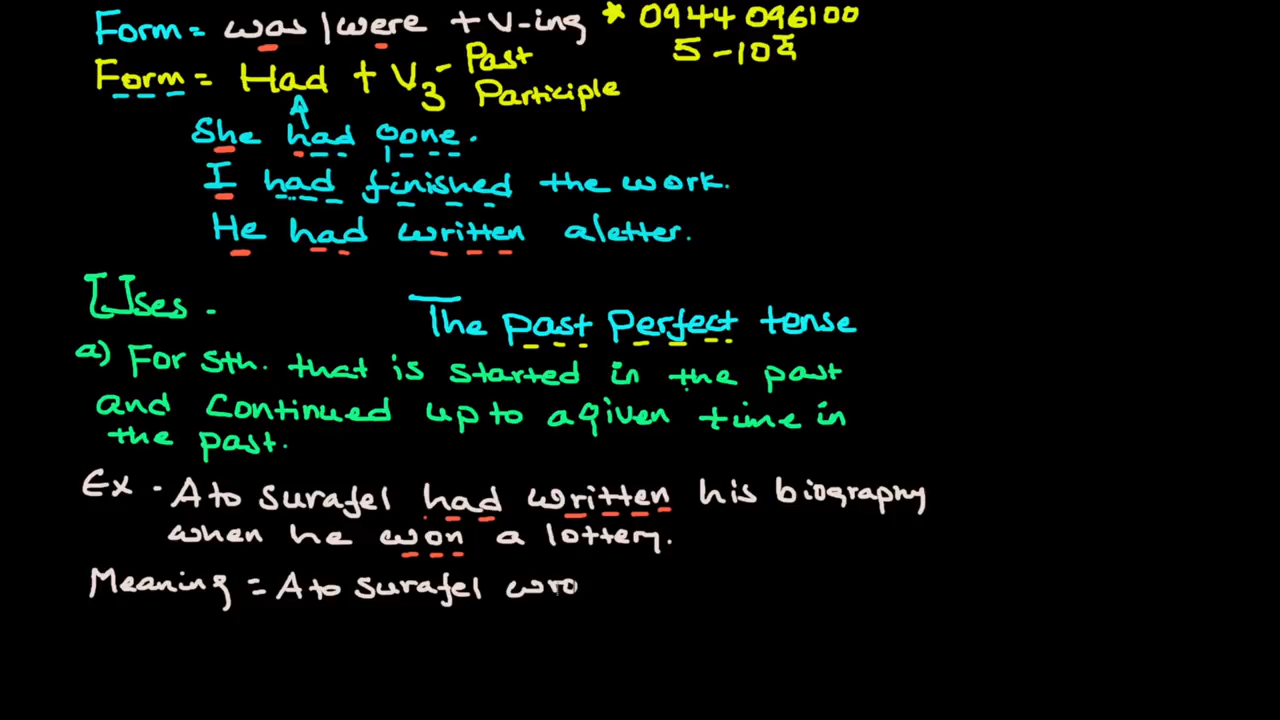 Form = was | were + V-ing * 0944 096100
5 - 10
Form = Had + V3 - Past
Participle
She had gone.
I had finished the work.
He had written a letter.
Uses -
The past perfect tense
a) For sth. that is started in the past
and continued up to a given time in
the past.
Ex - Ato surafel had written his biography
when he won a lottery.
Meaning = Ato surafel wro